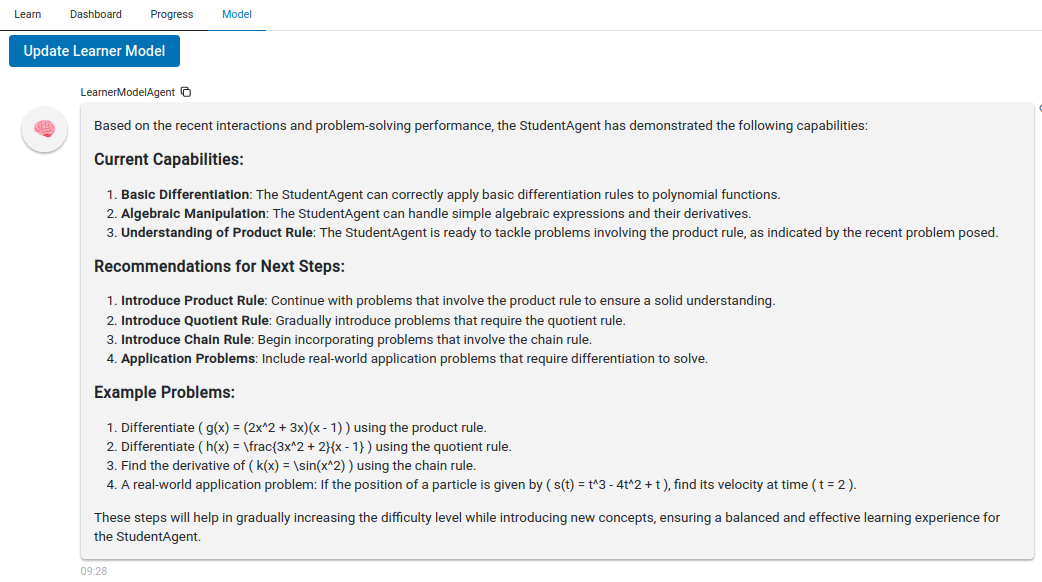 Learn Dashboard Progress Model
Update Learner Model
LearnerModelAgent
Based on the recent interactions and problem-solving performance, the StudentAgent has demonstrated the following capabilities:
Current Capabilities:
1. Basic Differentiation: The StudentAgent can correctly apply basic differentiation rules to polynomial functions.
2. Algebraic Manipulation: The StudentAgent can handle simple algebraic expressions and their derivatives.
3. Understanding of Product Rule: The StudentAgent is ready to tackle problems involving the product rule, as indicated by the recent problem posed.
Recommendations for Next Steps:
1. Introduce Product Rule: Continue with problems that involve the product rule to ensure a solid understanding.
2. Introduce Quotient Rule: Gradually introduce problems that require the quotient rule.
3. Introduce Chain Rule: Begin incorporating problems that involve the chain rule.
4. Application Problems: Include real-world application problems that require differentiation to solve.
Example Problems:
1. Differentiate ( g(x) = (2x^2 + 3x)(x - 1) ) using the product rule.
2. Differentiate ( h(x) = \frac{3x^2 + 2}{x - 1} ) using the quotient rule.
3. Find the derivative of ( k(x) = \sin(x^2) ) using the chain rule.
4. A real-world application problem: If the position of a particle is given by ( s(t) = t^3 - 4t^2 + t ), find its velocity at time ( t = 2 ).
These steps will help in gradually increasing the difficulty level while introducing new concepts, ensuring a balanced and effective learning experience for
the StudentAgent.
09:28